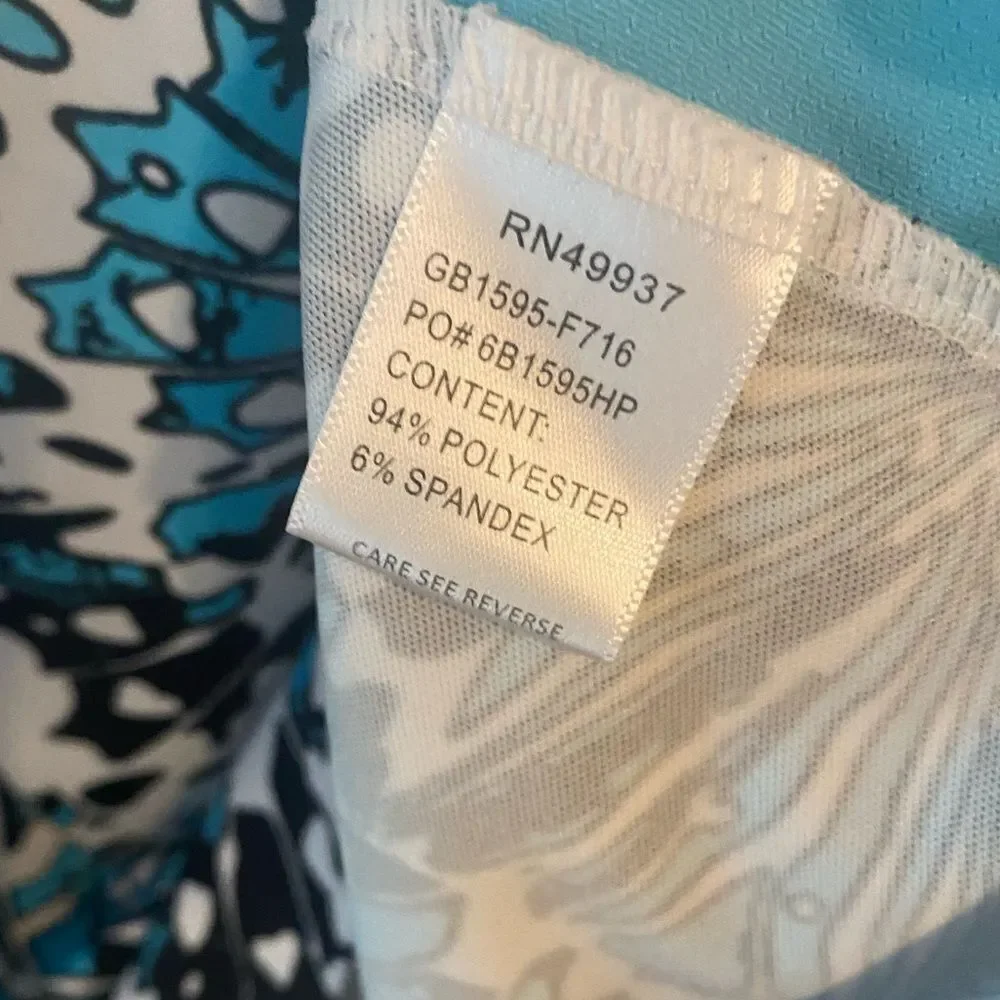 RN49937
GB1595-F716
PO# 6B1595HP
CONTENT:
94% POLYESTER
6% SPANDEX
CARE SEE REVERSE